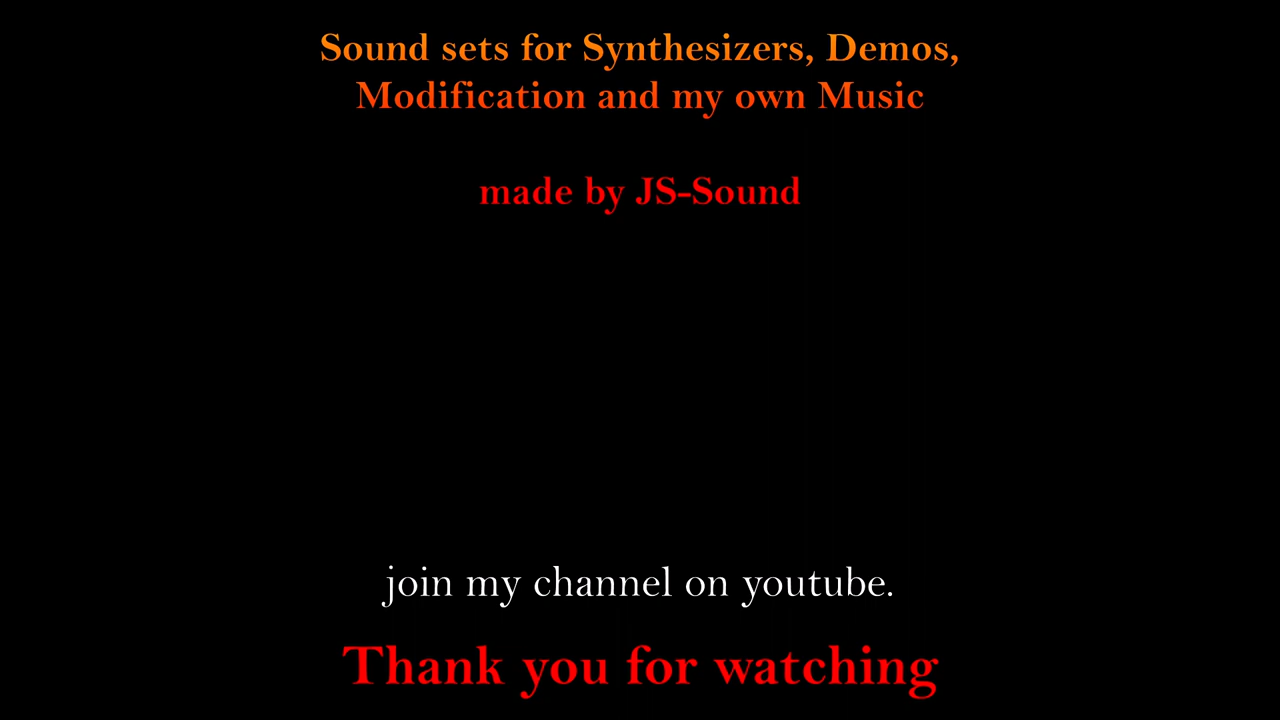 Sound sets for Synthesizers, Demos,
Modification and my own Music
made by JS-Sound
join my channel on youtube.
Thank you for watching